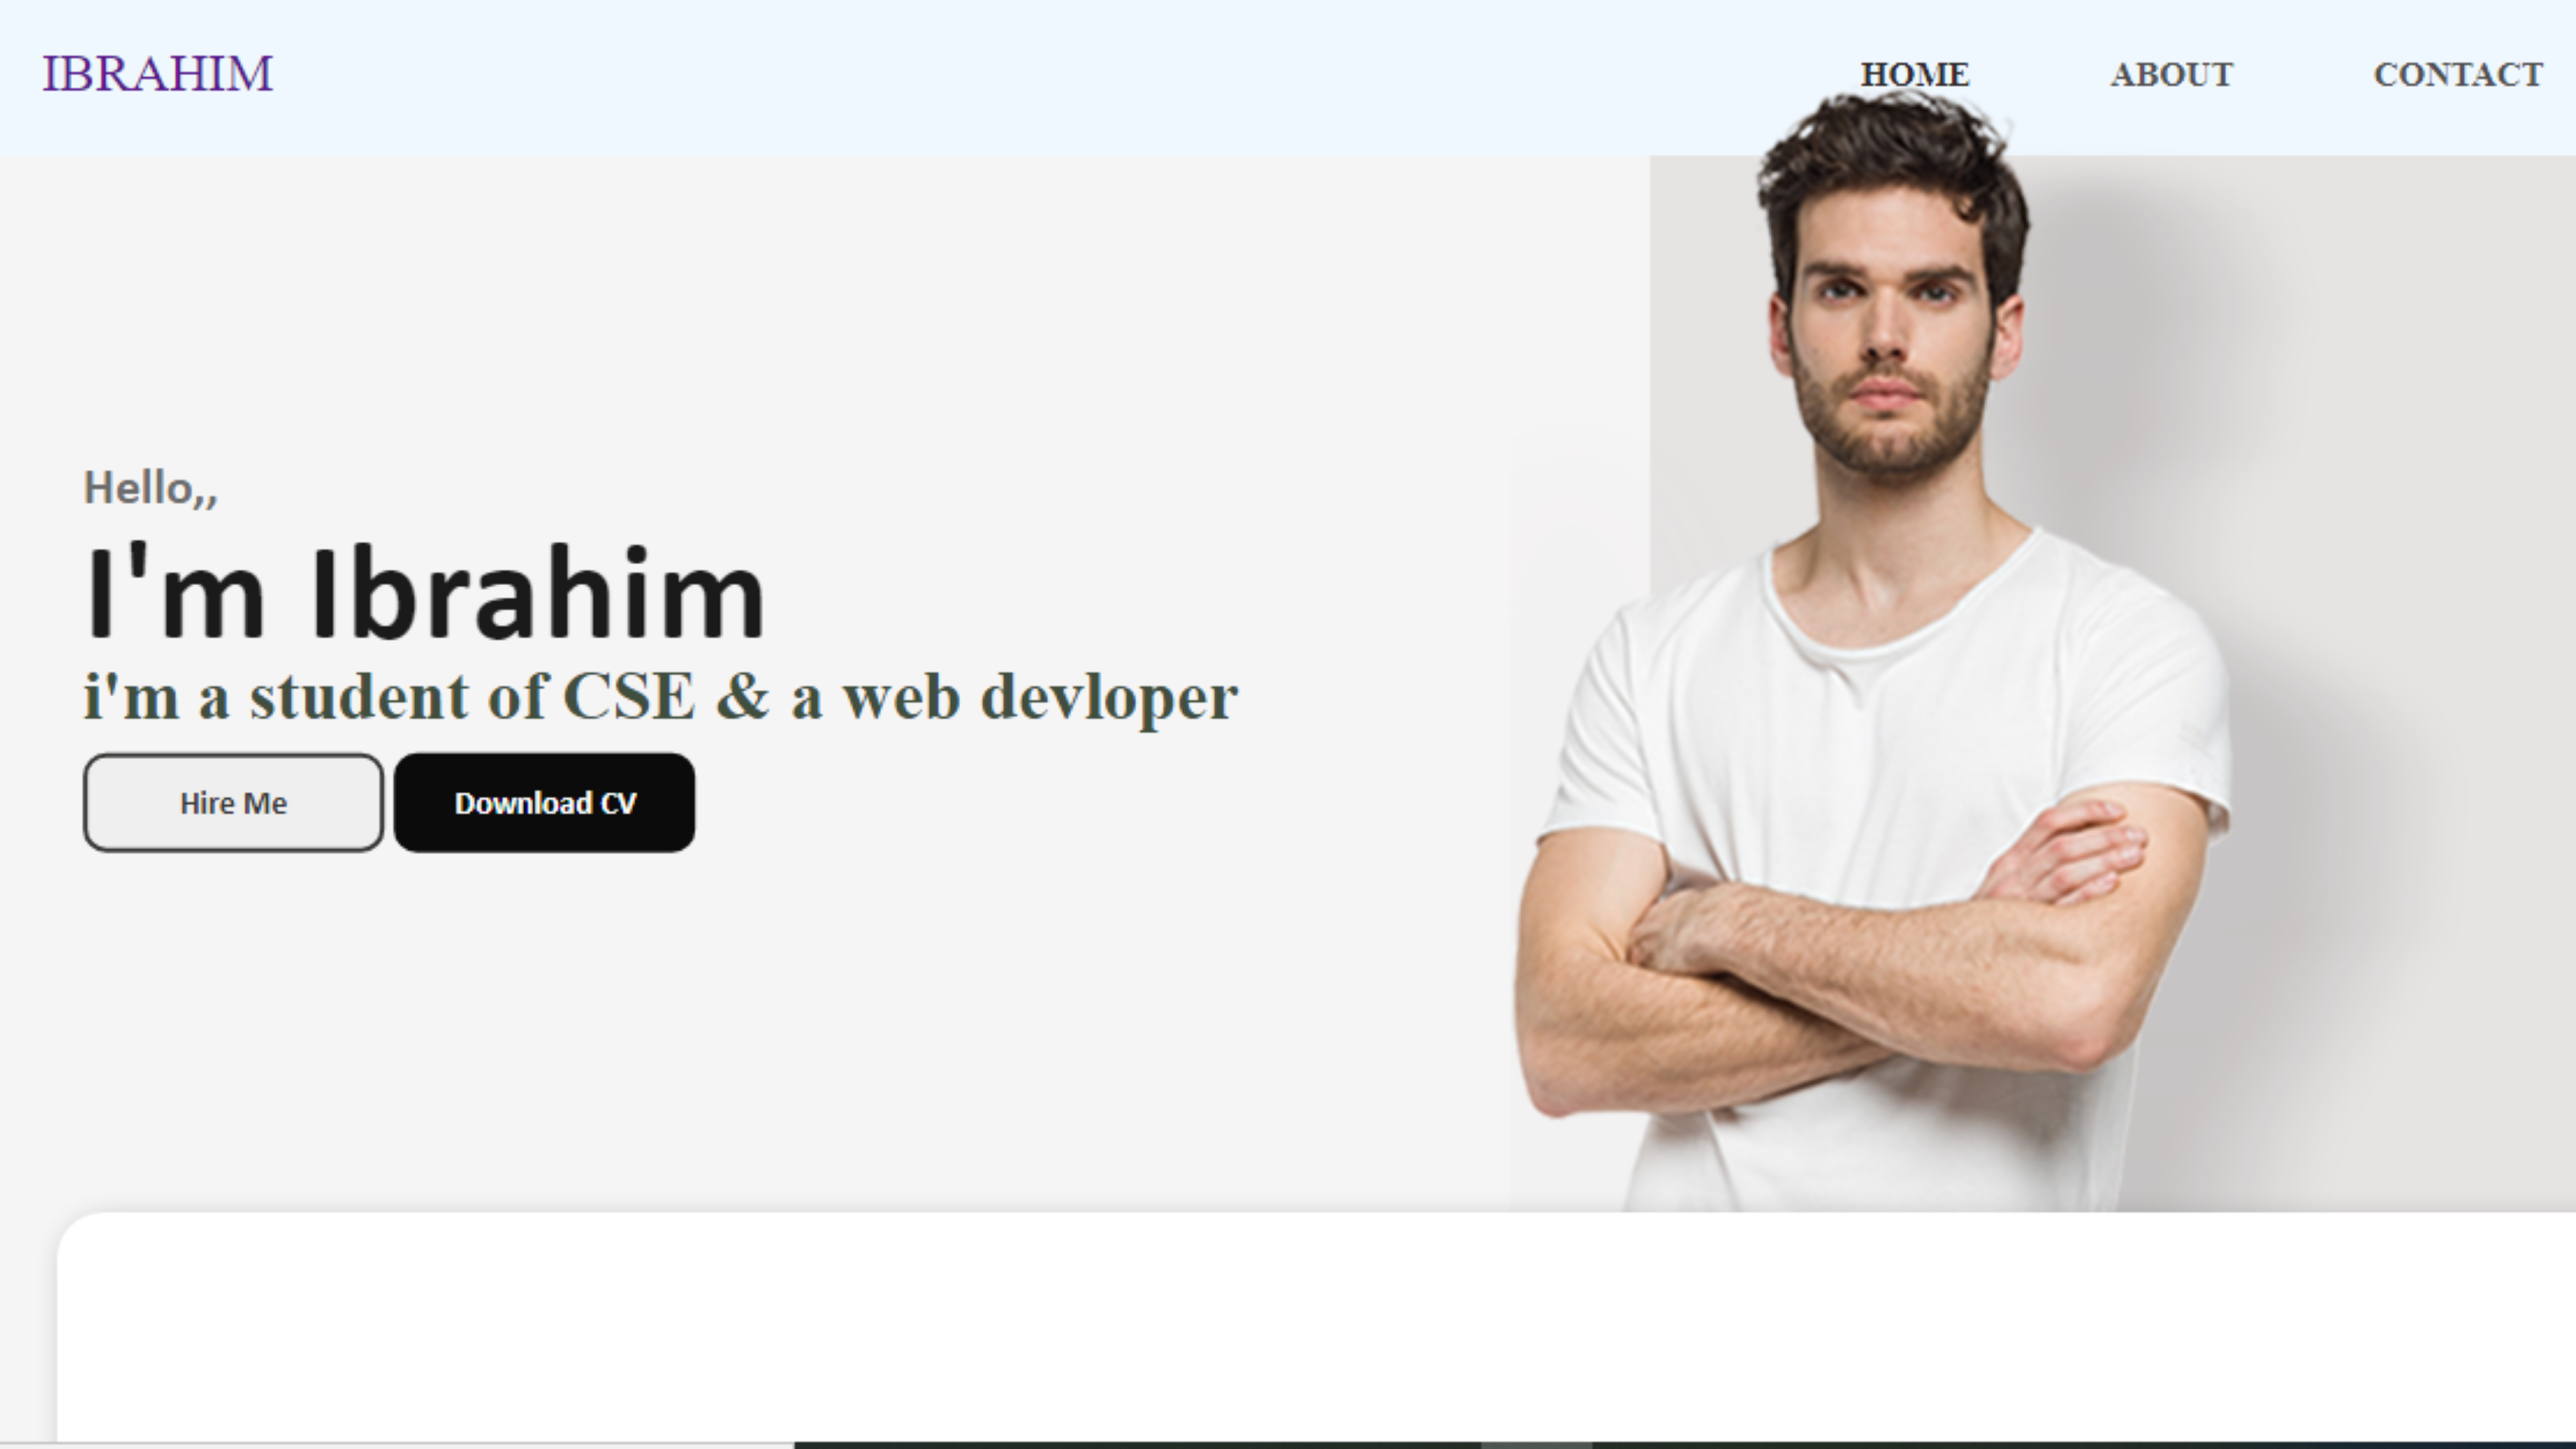 IBRAHIM
HOME ABOUT CONTACT
Hello,,
I'm Ibrahim
i'm a student of CSE & a web devloper
Hire Me Download CV